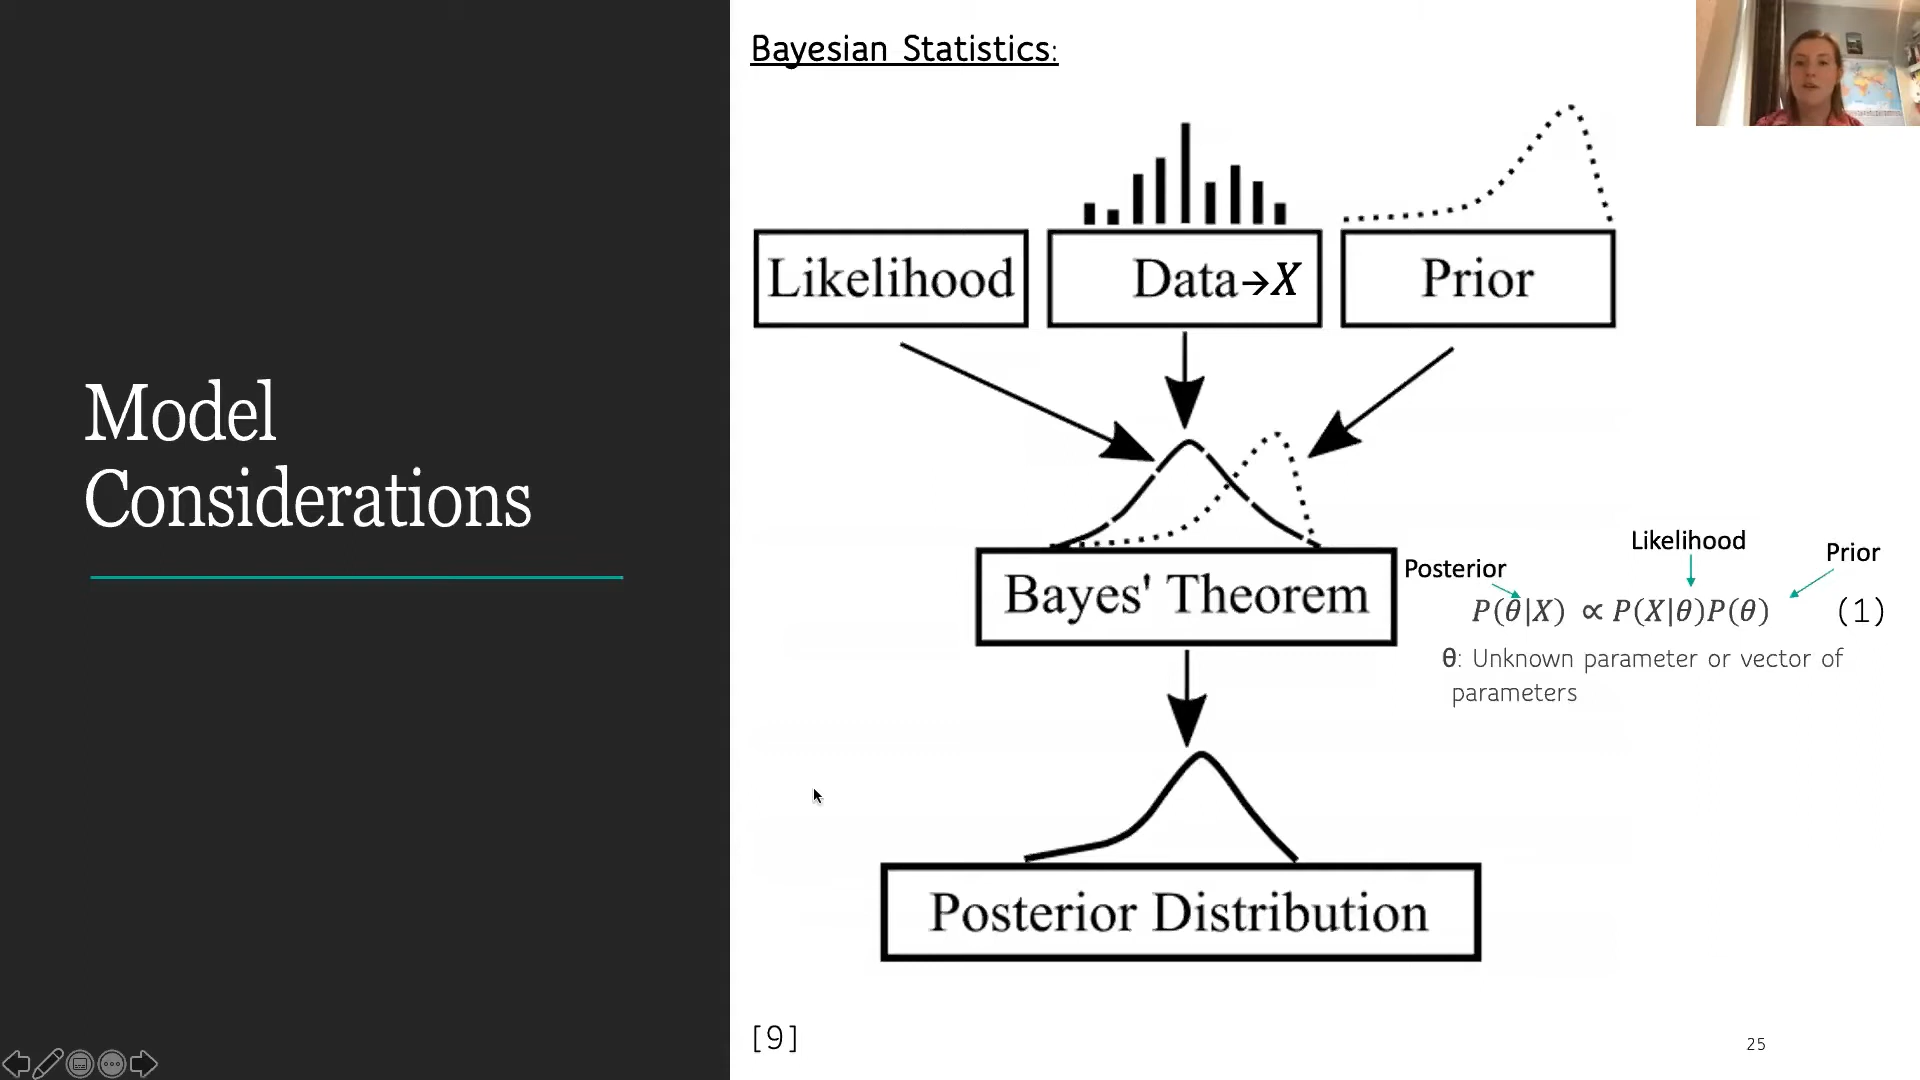 Model
Considerations
Bayesian Statistics:
Likelihood
Data→X
Prior
Bayes' Theorem
Posterior
Likelihood
Prior
P(θ|X) ∝ P(X|θ)P(θ) (1)
θ: Unknown parameter or vector of
parameters
Posterior Distribution
[9]
25